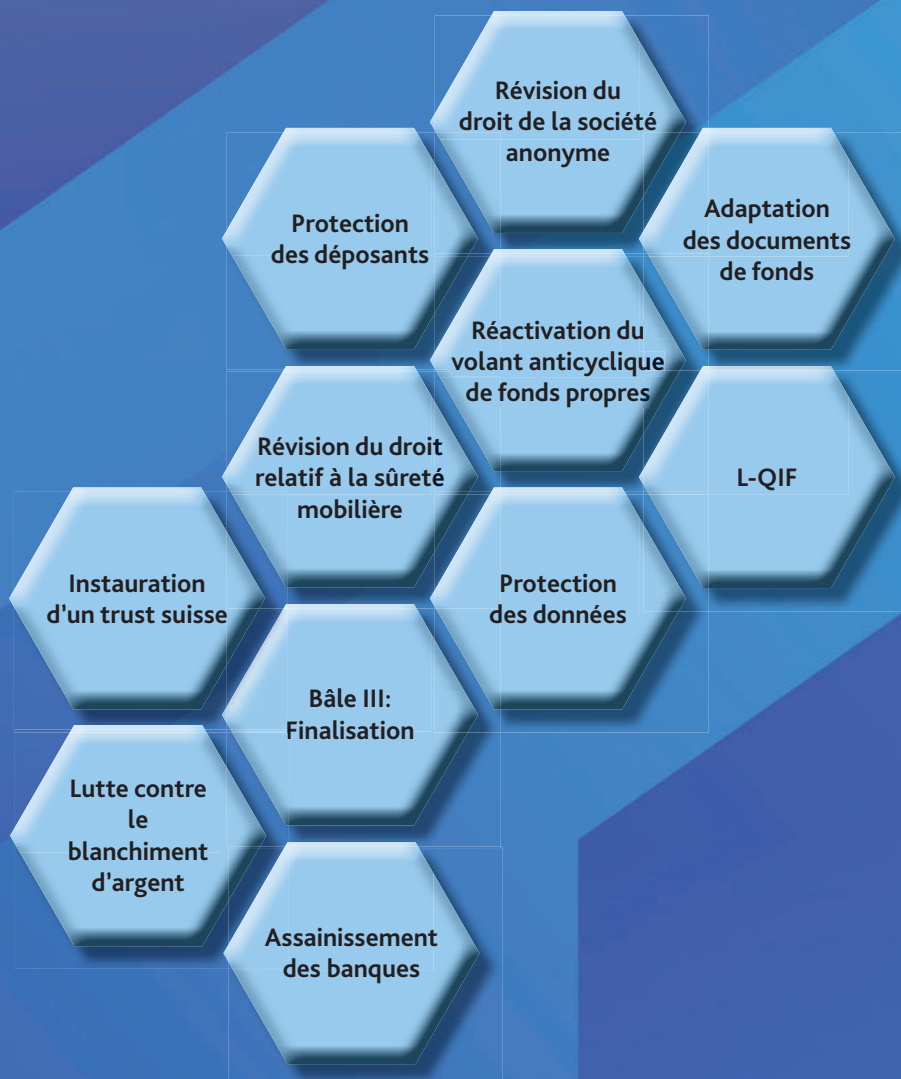 Révision du
droit de la société
anonyme
Protection
des déposants
Adaptation
des documents
de fonds
Réactivation du
volant anticyclique
de fonds propres
Révision du droit
relatif à la sûreté
mobilière
L-QIF
Instauration
d'un trust suisse
Protection
des données
Bâle III:
Finalisation
Lutte contre
le
blanchiment
d'argent
Assainissement
des banques